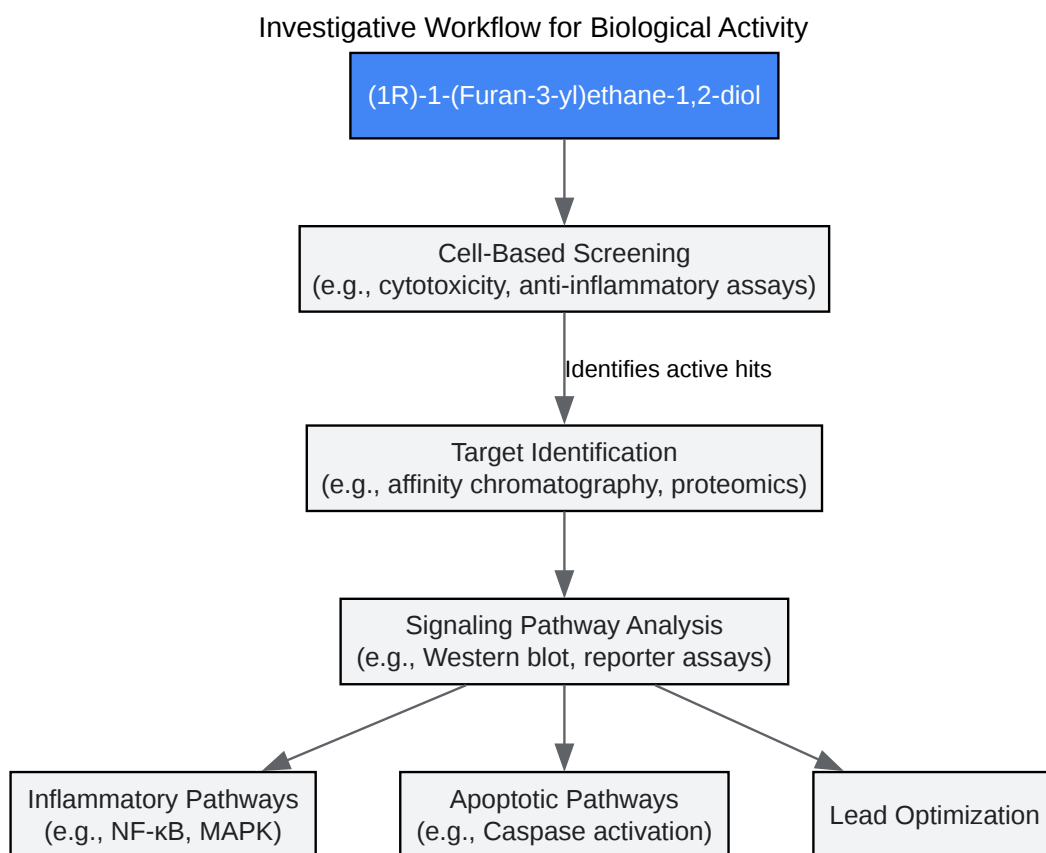 Investigative Workflow for Biological Activity
(1R)-1-(Furan-3-yl)ethane-1,2-diol
Cell-Based Screening
(e.g., cytotoxicity, anti-inflammatory assays)
Identifies active hits
Target Identification
(e.g., affinity chromatography, proteomics)
Signaling Pathway Analysis
(e.g., Western blot, reporter assays)
Inflammatory Pathways
(e.g., NF-κB, MAPK)
Apoptotic Pathways
(e.g., Caspase activation)
Lead Optimization